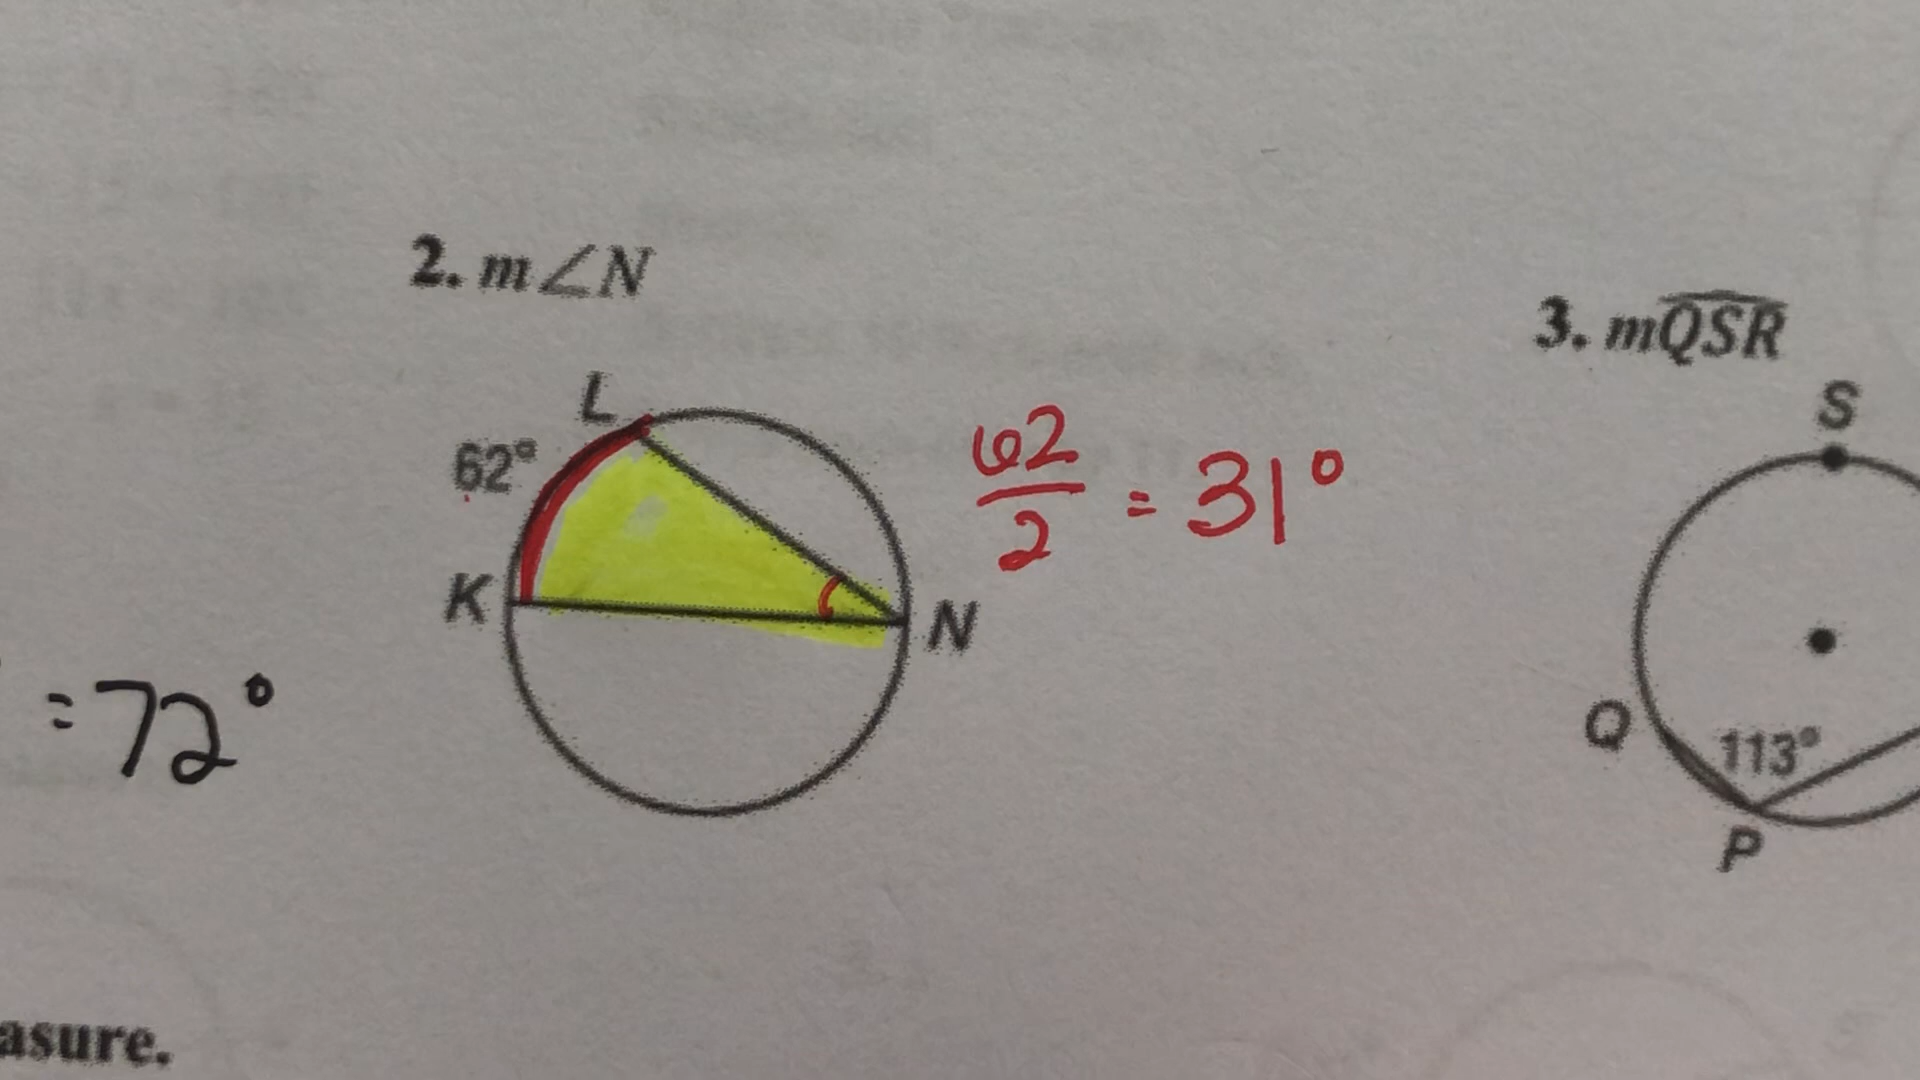 2. m∠N
3. mQSR
L
62°
K
N
62
2
= 31°
S
Q
113°
P
= 72°
asure.